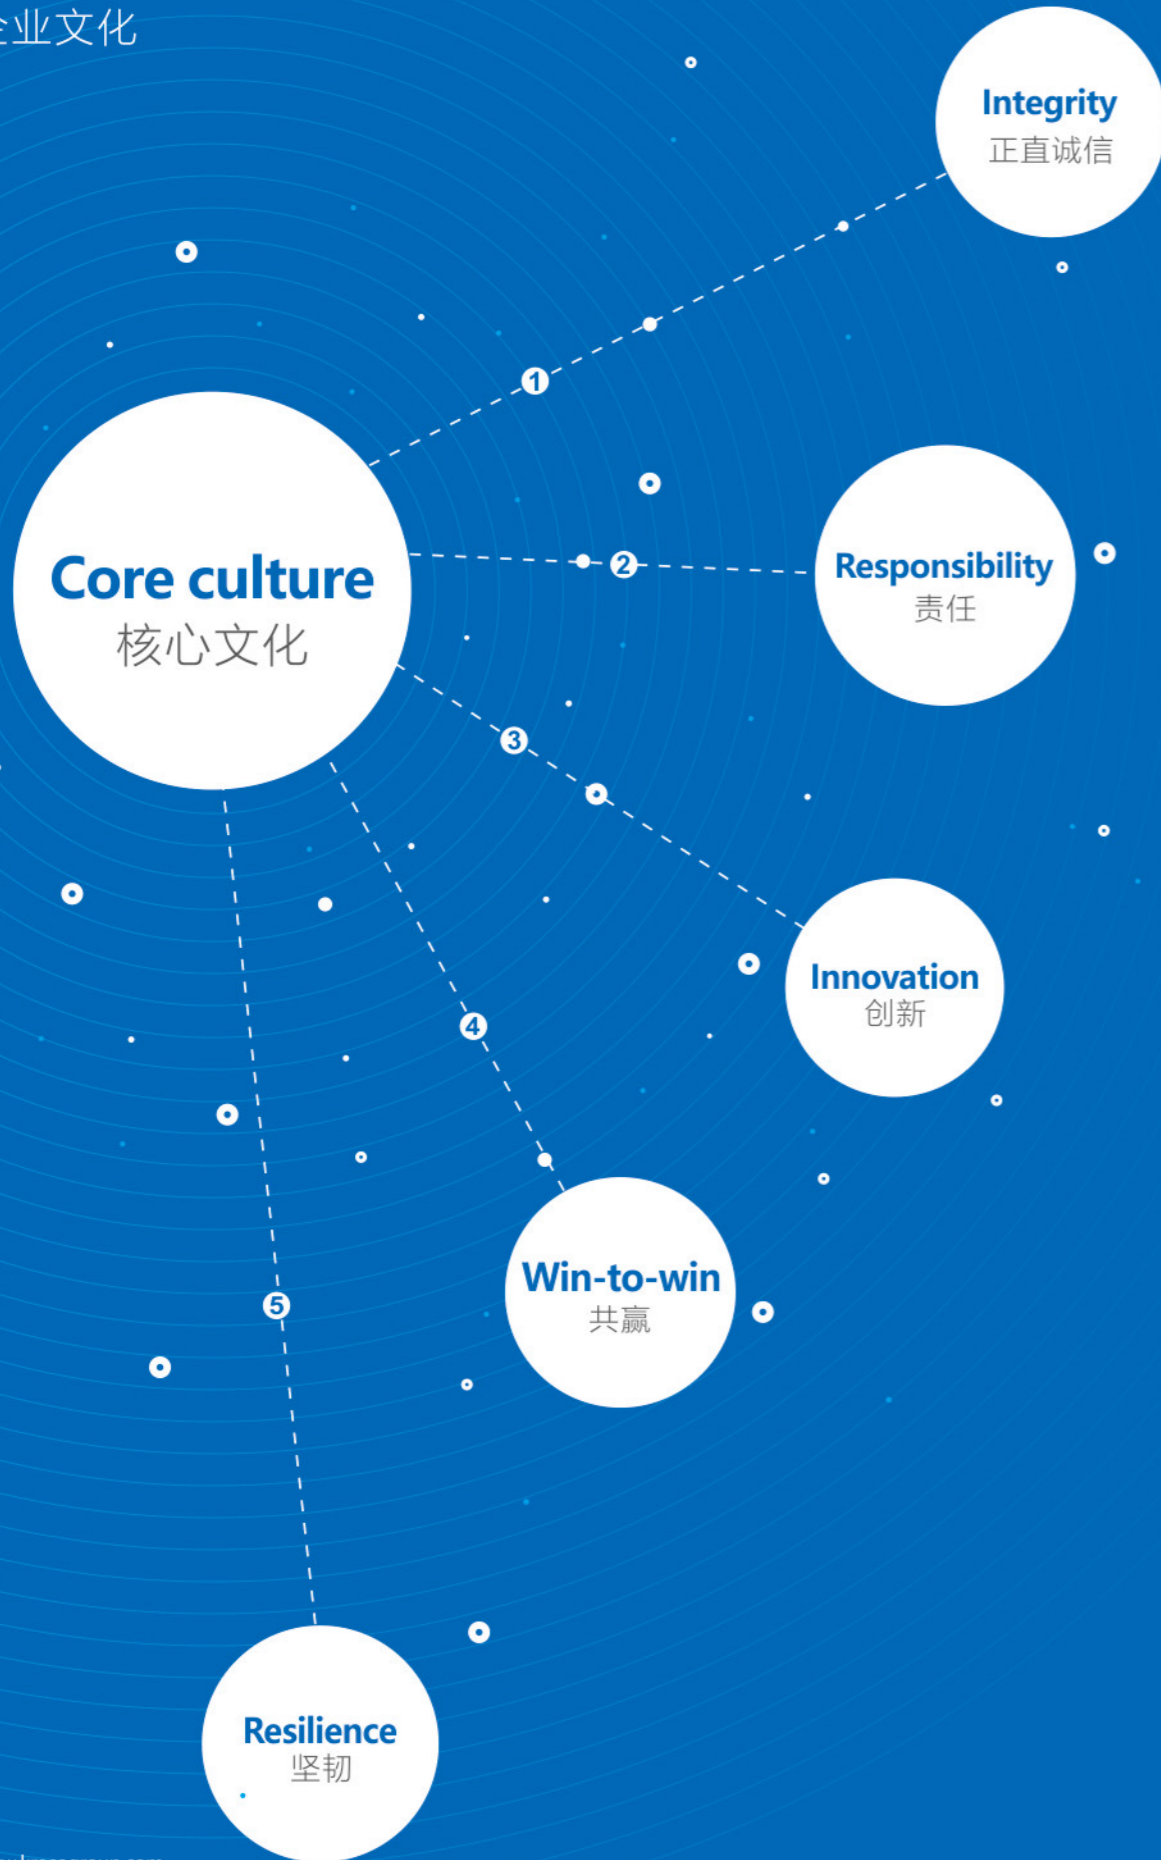 企业文化
Integrity
正直诚信
1
2
Core culture
核心文化
Responsibility
责任
3
Innovation
创新
4
Win-to-win
共赢
5
Resilience
坚韧